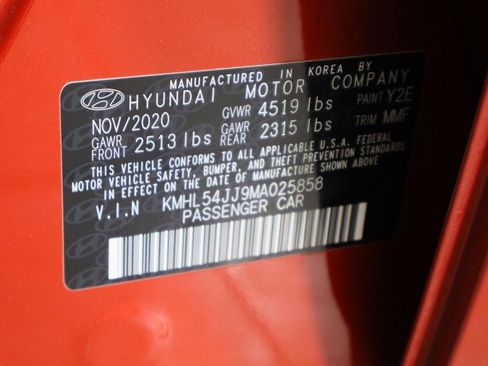 MANUFACTURED IN KOREA BY
HYUNDAI MOTOR COMPANY
NOV/2020 GVWR 4519 lbs PAINT Y2E
GAWR FRONT 2513 lbs GAWR REAR 2315 lbs TRIM MMF
THIS VEHICLE CONFORMS TO ALL APPLICABLE U.S.A. FEDERAL
MOTOR VEHICLE SAFETY, BUMPER, AND THEFT PREVENTION STANDARDS
IN EFFECT ON THE DATE OF MANUFACTURE SHOWN ABOVE.
V.I.N KMHL54JJ9MA025858
PASSENGER CAR